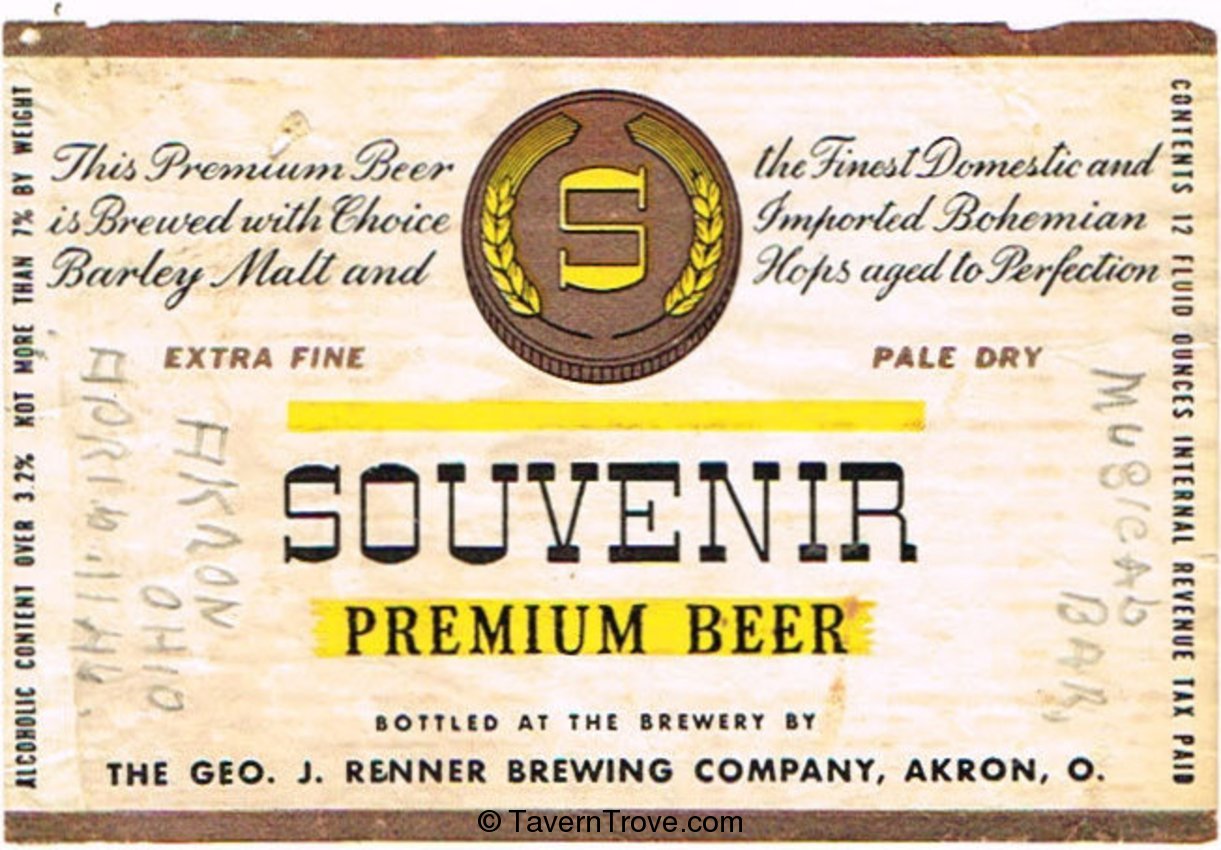 ALCOHOLIC CONTENT OVER 3.2% NOT MORE THAN 7% BY WEIGHT
This Premium Beer
is Brewed with Choice
Barley Malt and
S
the Finest Domestic and
Imported Bohemian
Hops aged to Perfection
EXTRA FINE
PALE DRY
SOUVENIR
PREMIUM BEER
BOTTLED AT THE BREWERY BY
THE GEO. J. RENNER BREWING COMPANY, AKRON, O.
CONTENTS 12 FLUID OUNCES INTERNAL REVENUE TAX PAID
AKRON
OHIO
BAR
© TavernTrove.com